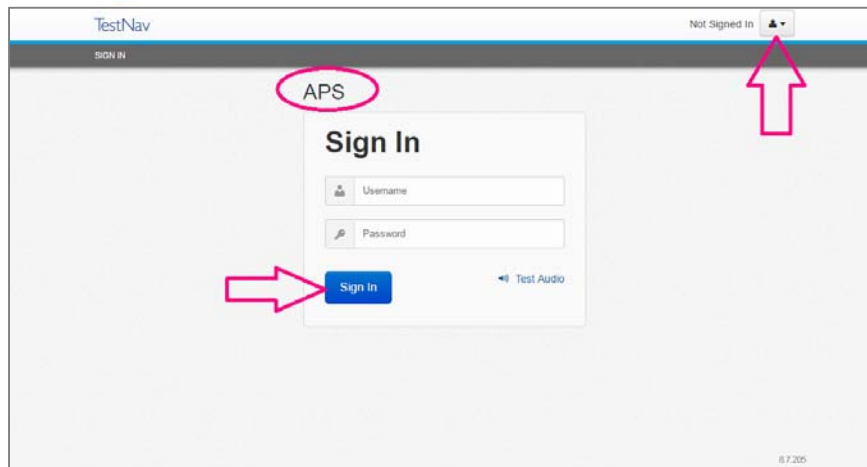 TestNav
Not Signed In
SIGN IN
APS
Sign In
Username
Password
Sign In
Test Audio
8.7.205